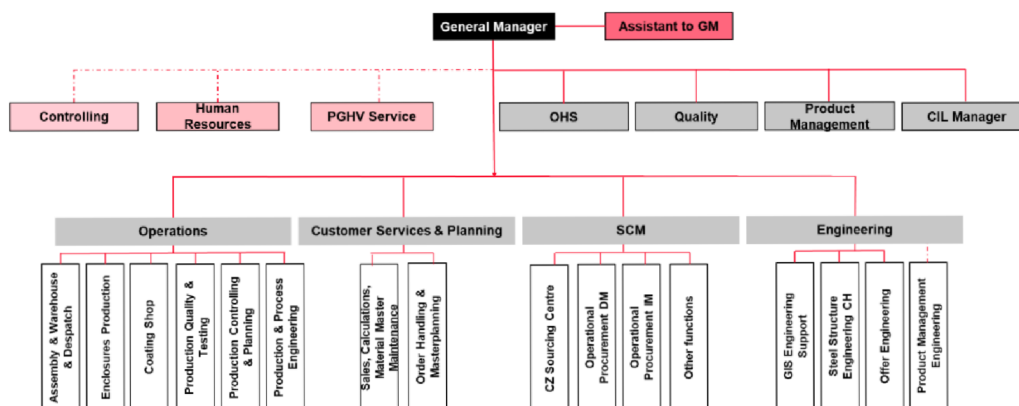 General Manager
Assistant to GM
Controlling
Human
Resources
PGHV Service
OHS
Quality
Product
Management
CIL Manager
Operations
Customer Services & Planning
SCM
Engineering
Assembly & Warehouse
& Despatch
Enclosures Production
Coating Shop
Production Quality &
Testing
Production Controlling
& Planning
Production & Process
Engineering
Sales, Calculations,
Material Master
Maintenance
Order Handling &
Masterplanning
CZ Sourcing Centre
Operational
Procurement DM
Operational
Procurement IM
Other functions
GIS Engineering
Support
Steel Structure
Engineering CH
Offer Engineering
Product Management
Engineering